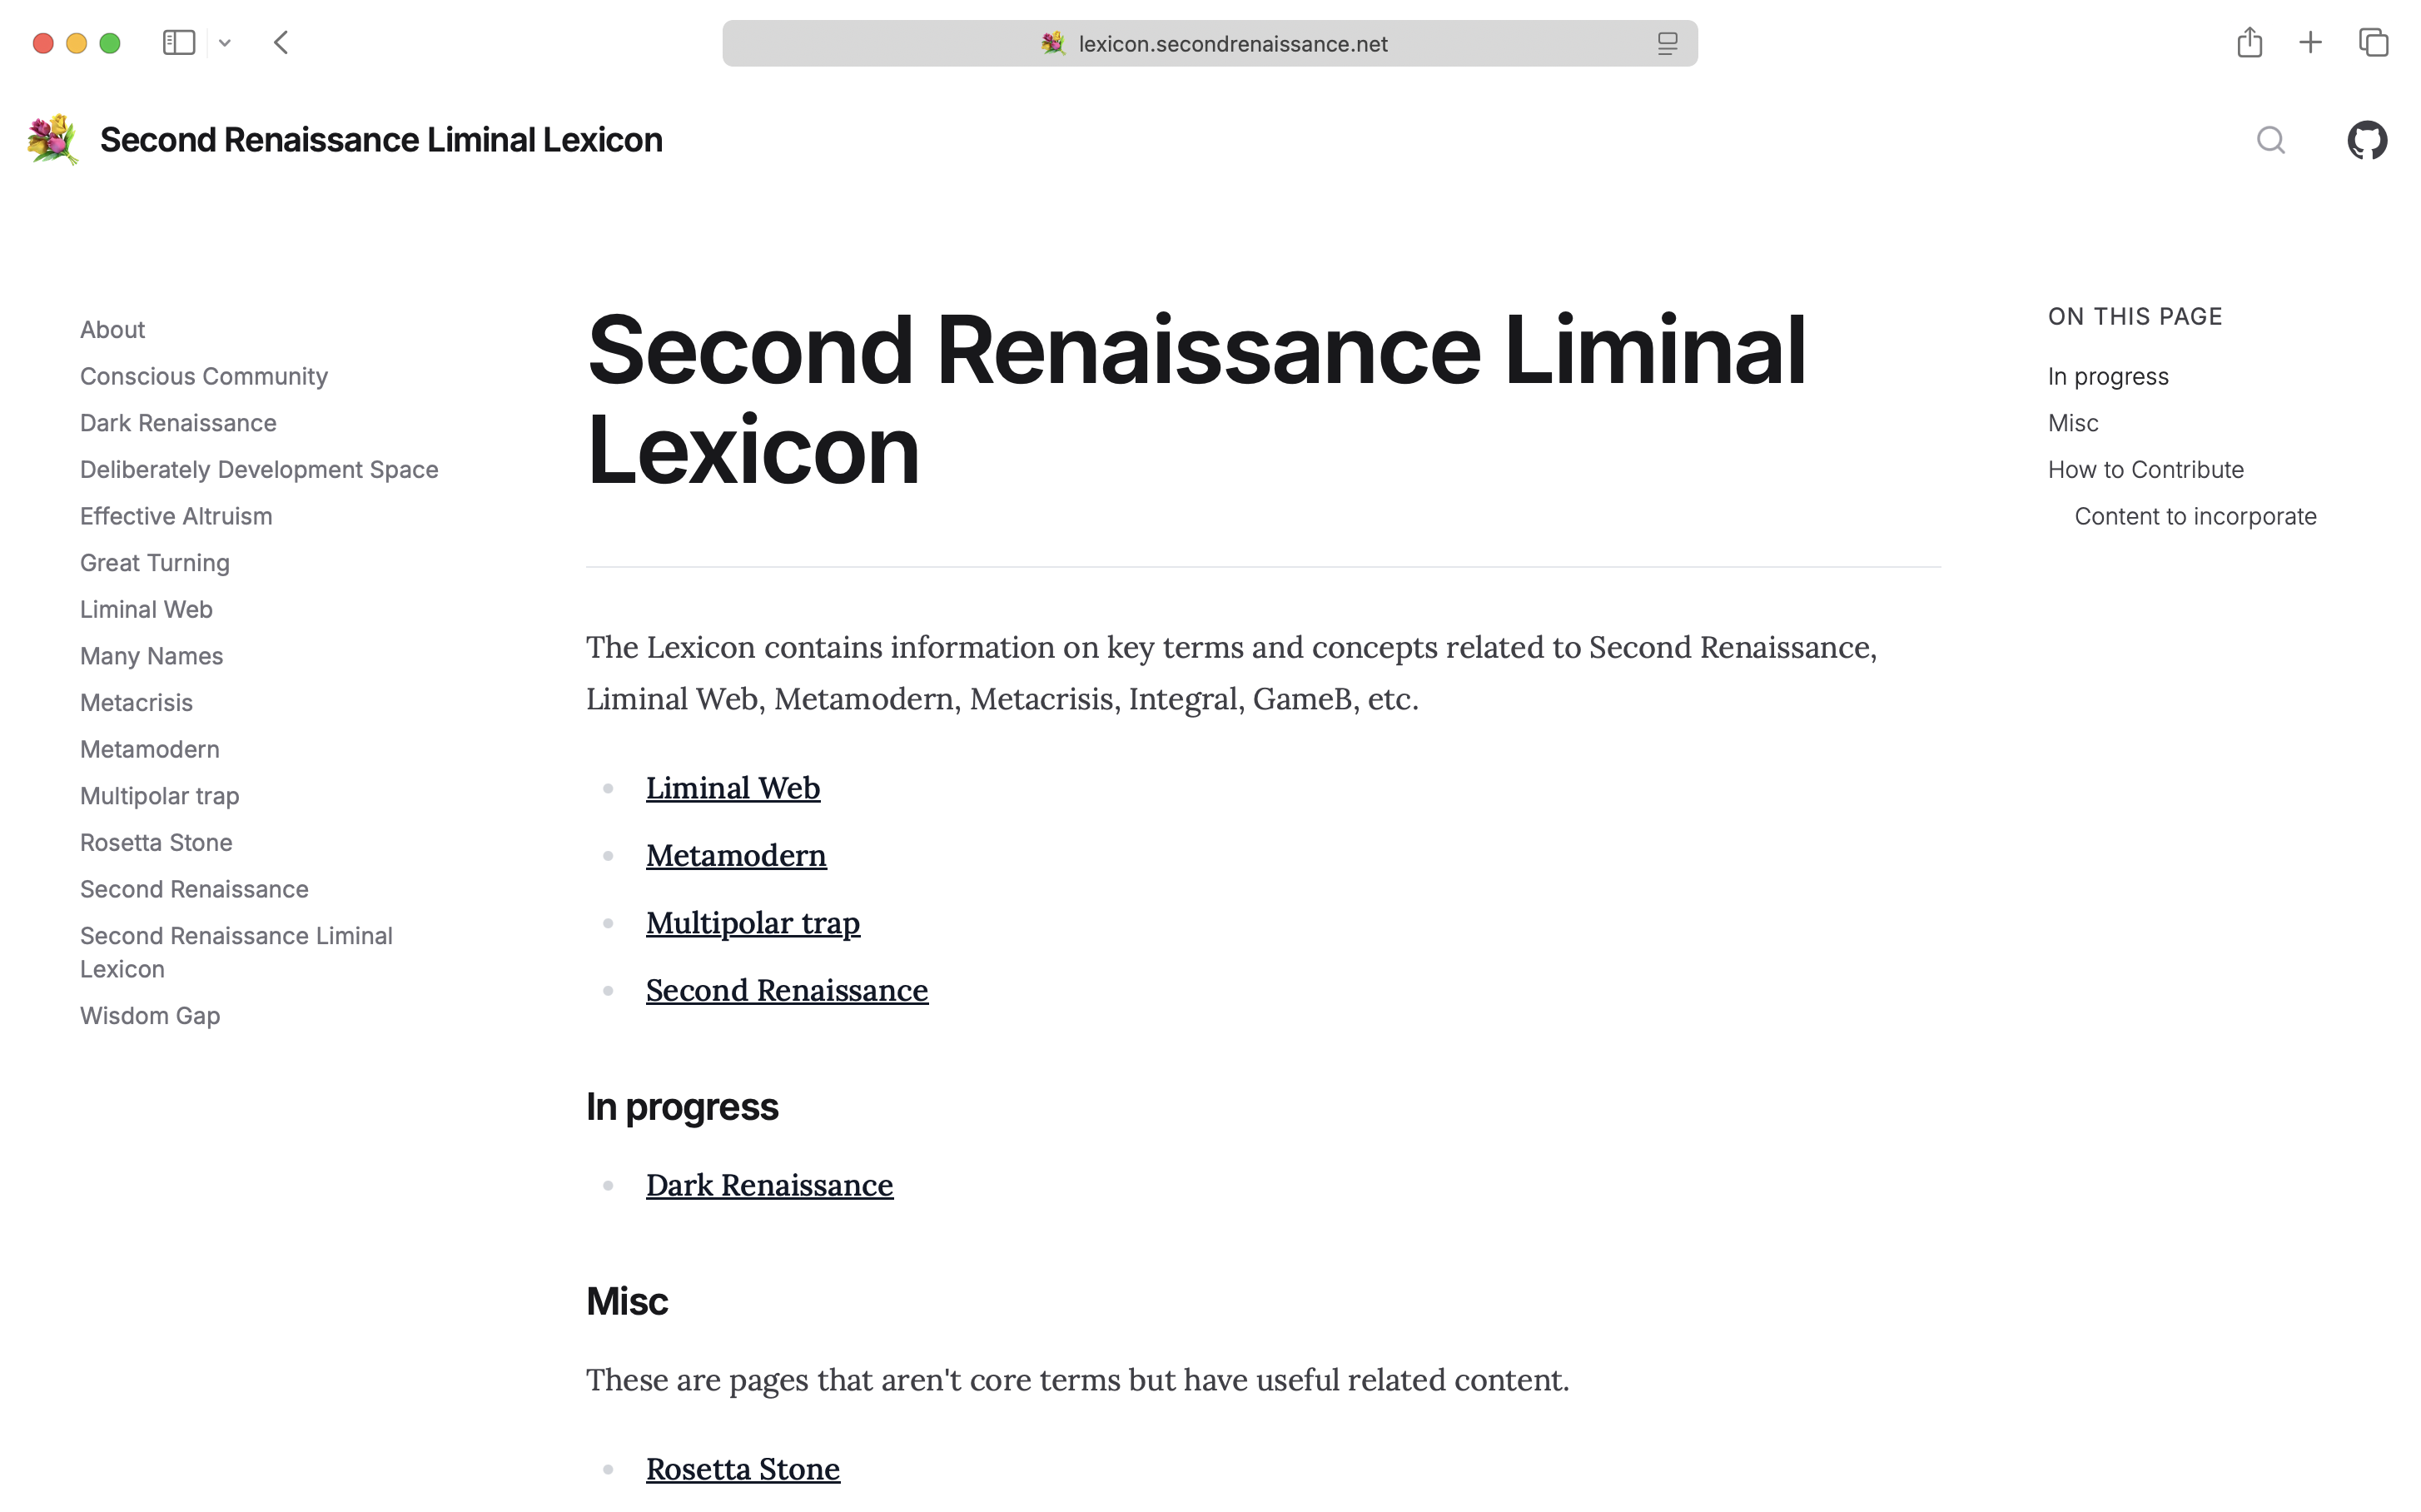 lexicon.secondrenaissance.net
Second Renaissance Liminal Lexicon
About
Conscious Community
Dark Renaissance
Deliberately Development Space
Effective Altruism
Great Turning
Liminal Web
Many Names
Metacrisis
Metamodern
Multipolar trap
Rosetta Stone
Second Renaissance
Second Renaissance Liminal
Lexicon
Wisdom Gap
Second Renaissance Liminal
Lexicon
The Lexicon contains information on key terms and concepts related to Second Renaissance,
Liminal Web, Metamodern, Metacrisis, Integral, GameB, etc.
Liminal Web
Metamodern
Multipolar trap
Second Renaissance
In progress
Dark Renaissance
Misc
These are pages that aren't core terms but have useful related content.
Rosetta Stone
ON THIS PAGE
In progress
Misc
How to Contribute
Content to incorporate